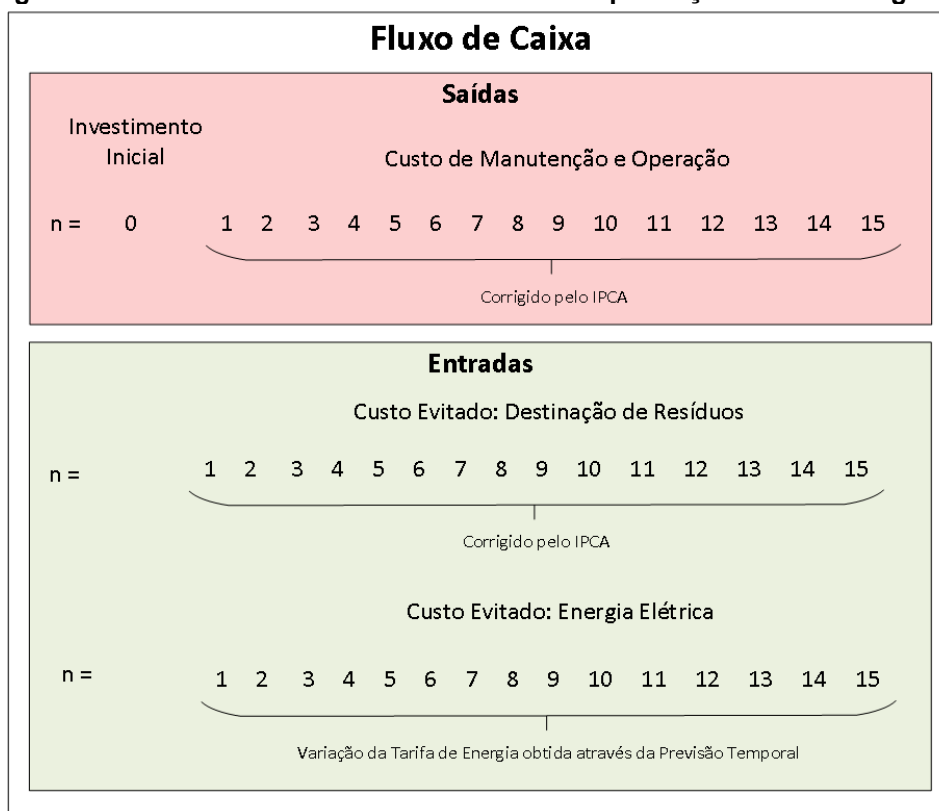 Fluxo de Caixa
Saídas
Investimento
Inicial
Custo de Manutenção e Operação
n = 0 1 2 3 4 5 6 7 8 9 10 11 12 13 14 15
Corrigido pelo IPCA
Entradas
Custo Evitado: Destinação de Resíduos
n = 1 2 3 4 5 6 7 8 9 10 11 12 13 14 15
Corrigido pelo IPCA
Custo Evitado: Energia Elétrica
n = 1 2 3 4 5 6 7 8 9 10 11 12 13 14 15
Variação da Tarifa de Energia obtida através da Previsão Temporal